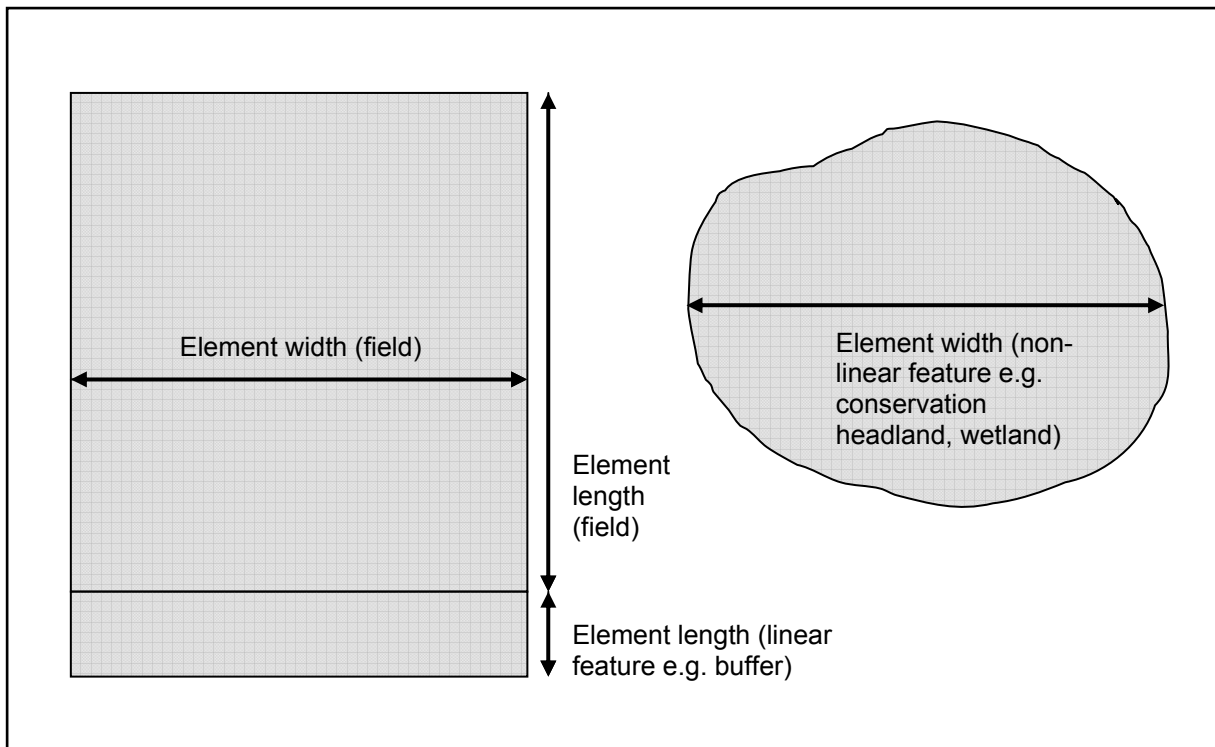 Element width (field)
Element
length
(field)
Element length (linear
feature e.g. buffer)
Element width (non-
linear feature e.g.
conservation
headland, wetland)